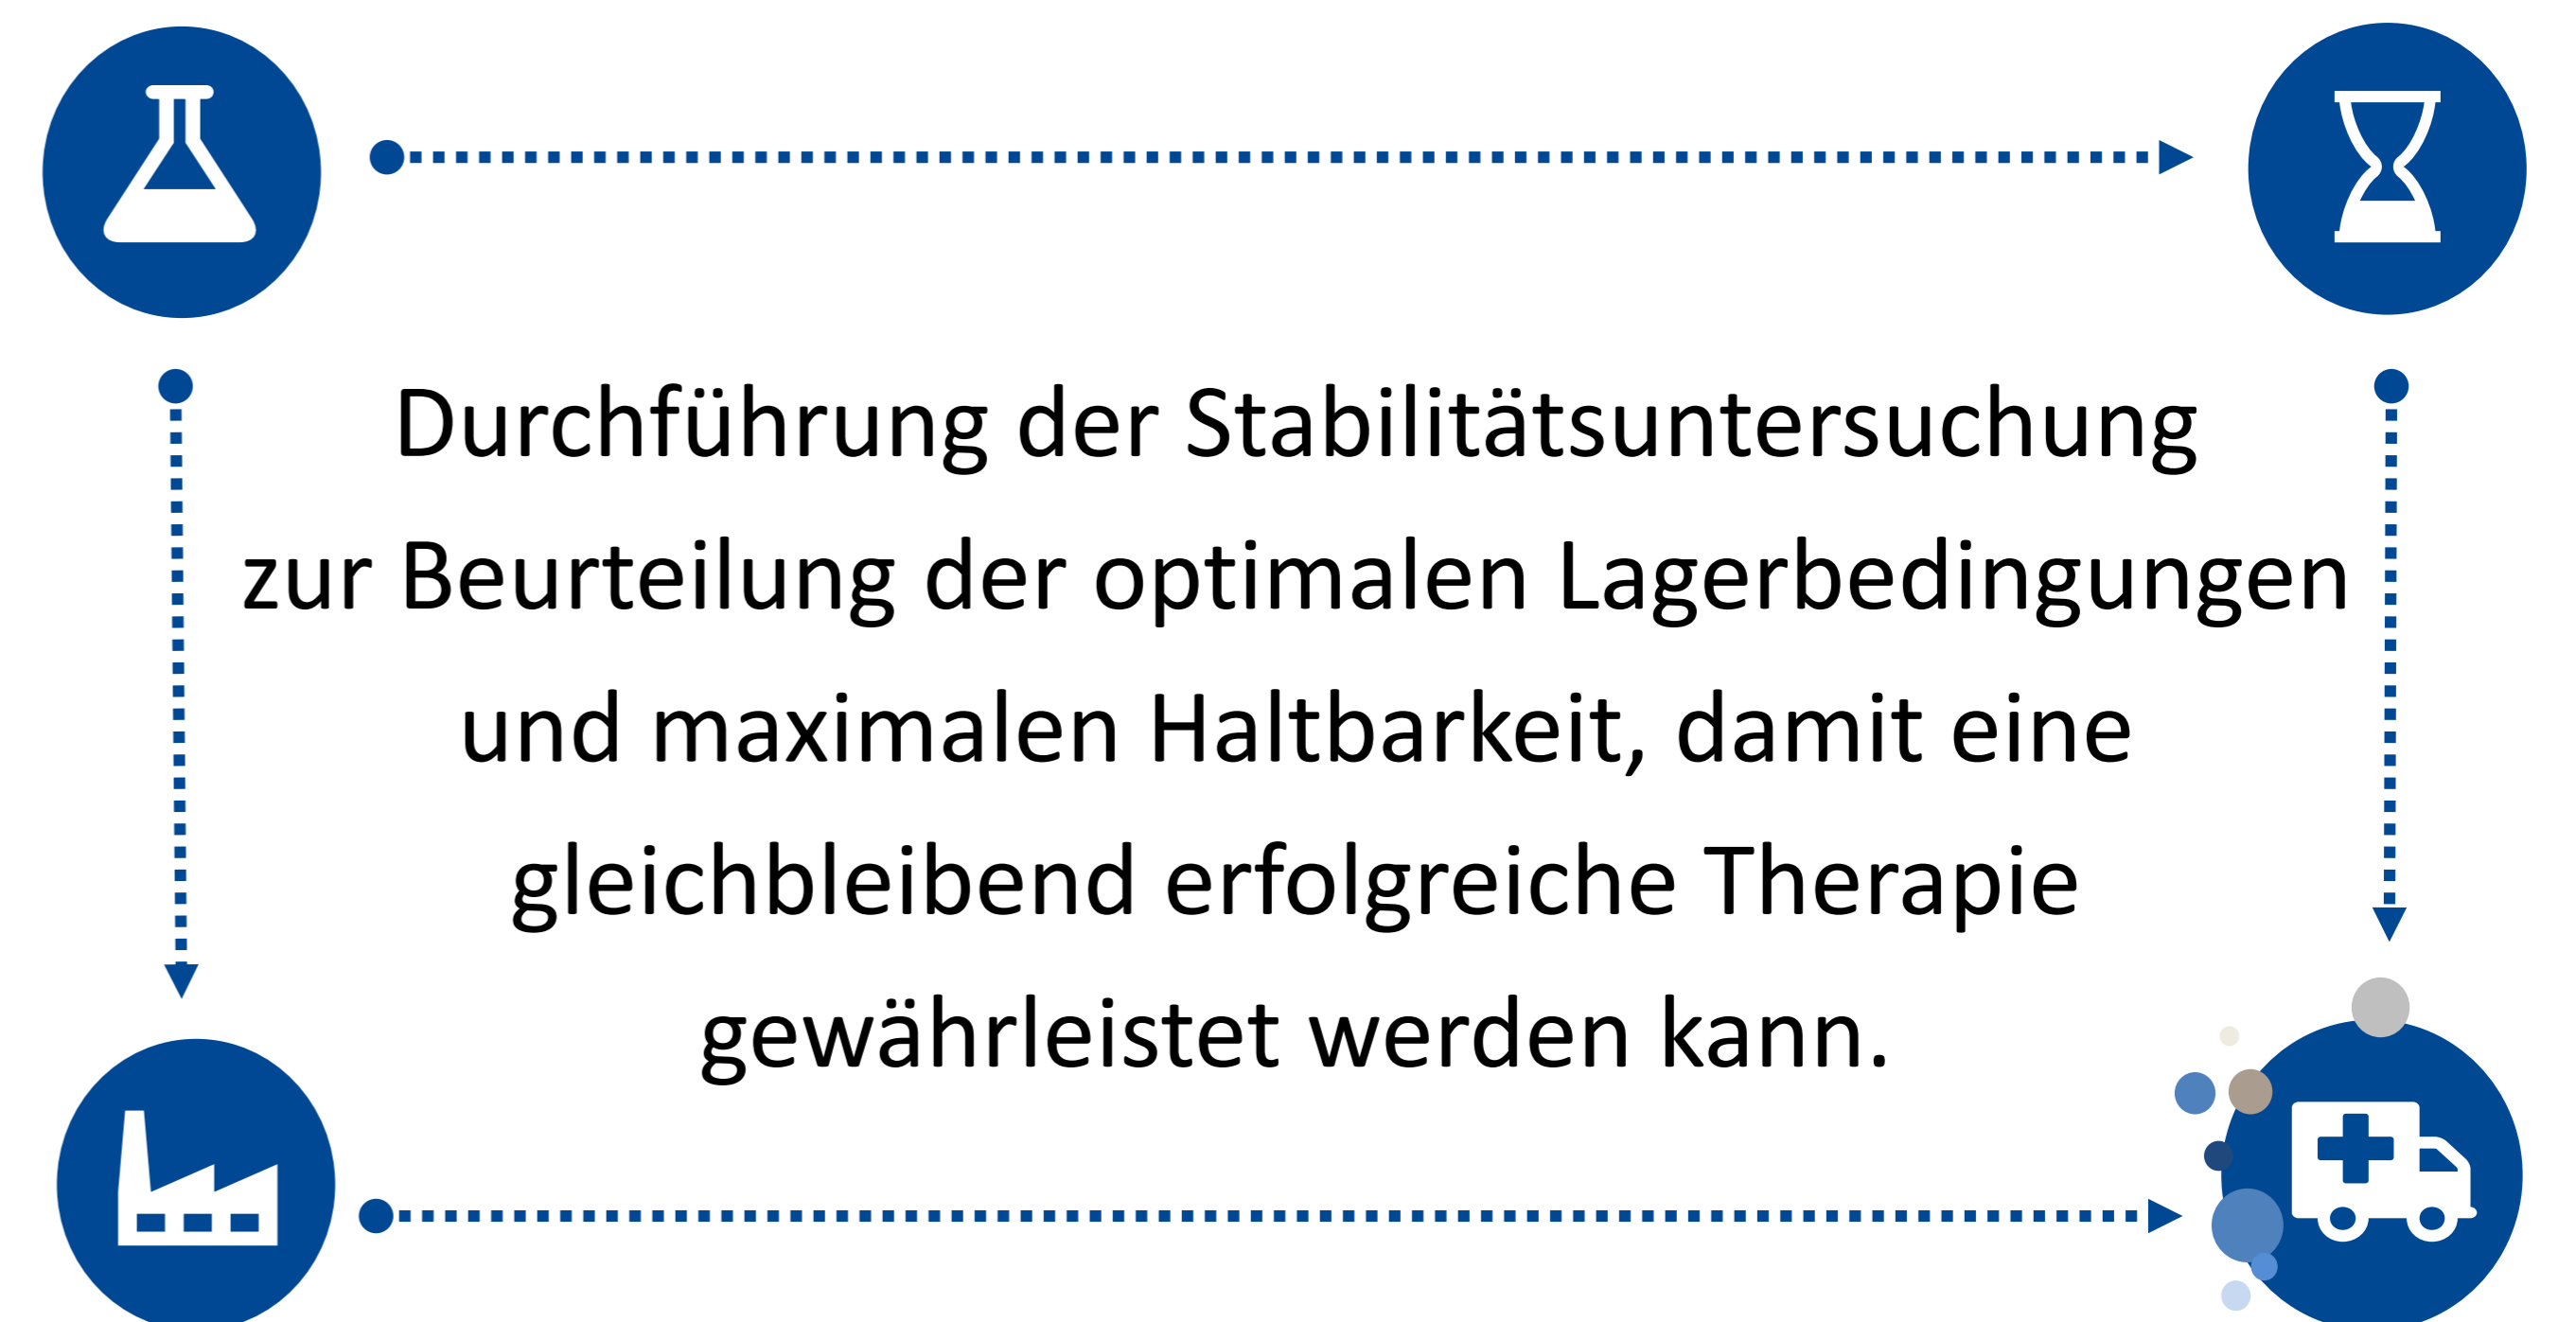 Durchführung der Stabilitätsuntersuchung
zur Beurteilung der optimalen Lagerbedingungen
und maximalen Haltbarkeit, damit eine
gleichbleibend erfolgreiche Therapie
gewährleistet werden kann.